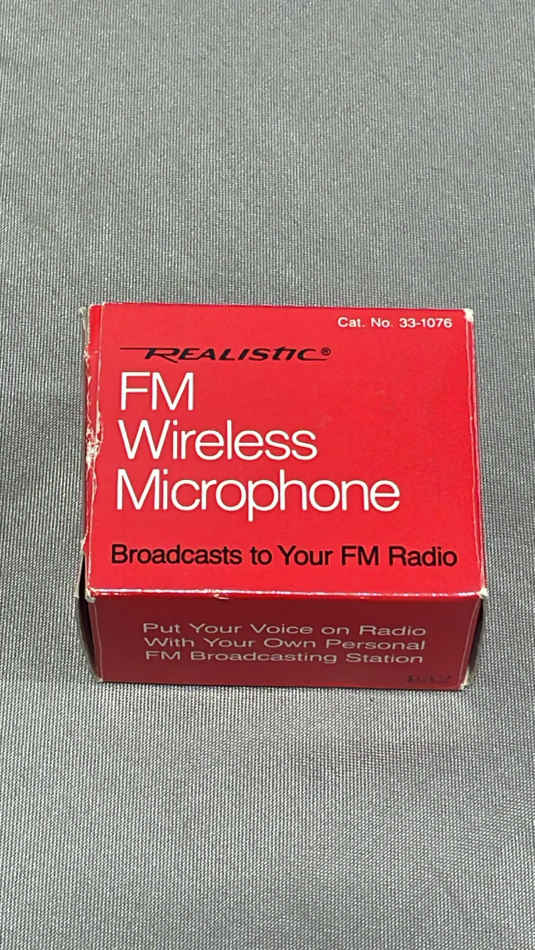 Cat. No. 33-1076
REALISTIC®
FM
Wireless
Microphone
Broadcasts to Your FM Radio
Put Your Voice on Radio
With Your Own Personal
FM Broadcasting Station